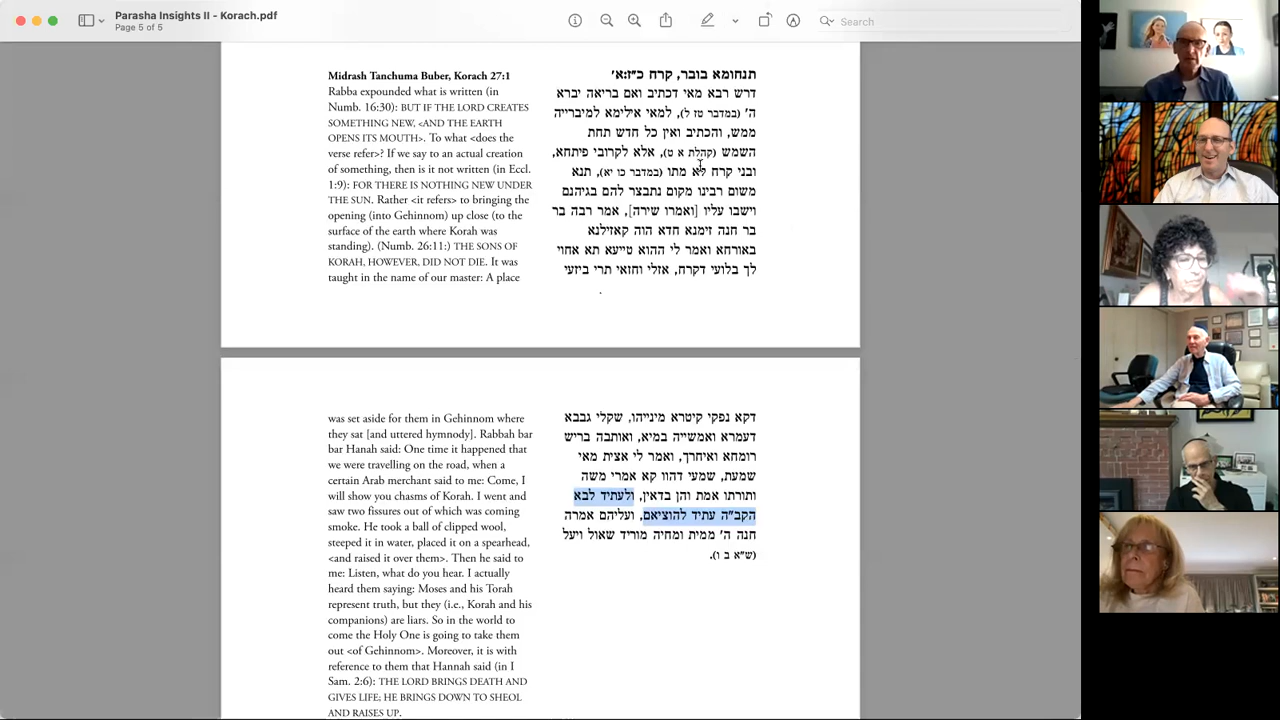 Parasha Insights II - Korach.pdf
Page 5 of 5
Search
Midrash Tanchuma Buber, Korach 27:1
Rabba expounded what is written (in
Numb. 16:30): BUT IF THE LORD CREATES
SOMETHING NEW, <AND THE EARTH
OPENS ITS MOUTH>. To what <does the
verse refer>? If we say to an actual creation
of something, then is it not written (in Eccl.
1:9): FOR THERE IS NOTHING NEW UNDER
THE SUN. Rather <it refers> to bringing the
opening (into Gehinnom) up close (to the
surface of the earth where Korah was
standing). (Numb. 26:11:) THE SONS OF
KORAH, HOWEVER, DID NOT DIE. It was
taught in the name of our master: A place
תנחומא בובר, קרח כ״ז:א׳
דרש רבא מאי דכתיב ואם בריאה יברא
ה' (במדבר טז ל), למאי אילימא למיברייה
ממש, והכתיב ואין כל חדש תחת
השמש (קהלת א ט), אלא לקרובי פיתחא,
ובני קרח לא מתו (במדבר כו יא), תנא
משום רבינו מקום נתבצר להם בגיהנם
וישבו עליו [ואמרו שירה], אמר רבה בר
בר חנה זימנא חדא הוה קאזילנא
באורחא ואמר לי ההוא טייעא תא אחוי
לך בלועי דקרח, אזלי וחזאי תרי ביזעי
was set aside for them in Gehinnom where
they sat [and uttered hymnody]. Rabbah bar
bar Hanah said: One time it happened that
we were travelling on the road, when a
certain Arab merchant said to me: Come, I
will show you chasms of Korah. I went and
saw two fissures out of which was coming
smoke. He took a ball of clipped wool,
steeped it in water, placed it on a spearhead,
<and raised it over them>. Then he said to
me: Listen, what do you hear. I actually
heard them saying: Moses and his Torah
represent truth, but they (i.e., Korah and his
companions) are liars. So in the world to
come the Holy One is going to take them
out <of Gehinnom>. Moreover, it is with
reference to them that Hannah said (in I
Sam. 2:6): THE LORD BRINGS DEATH AND
GIVES LIFE; HE BRINGS DOWN TO SHEOL
AND RAISES UP.
דקא נפקי קיטרא מינייהו, שקלי גבבא
דעמרא ואמשייה במיא, ואותבה בריש
רומחא ואיחרך, ואמר לי אצית מאי
שמעת, שמעי דהוו קא אמרי משה
ותורתו אמת והן בדאין, ולעתיד לבא
הקב"ה עתיד להוציאם, ועליהם אמרה
חנה ה' ממית ומחיה מוריד שאול ויעל
(ש"א ב ו).